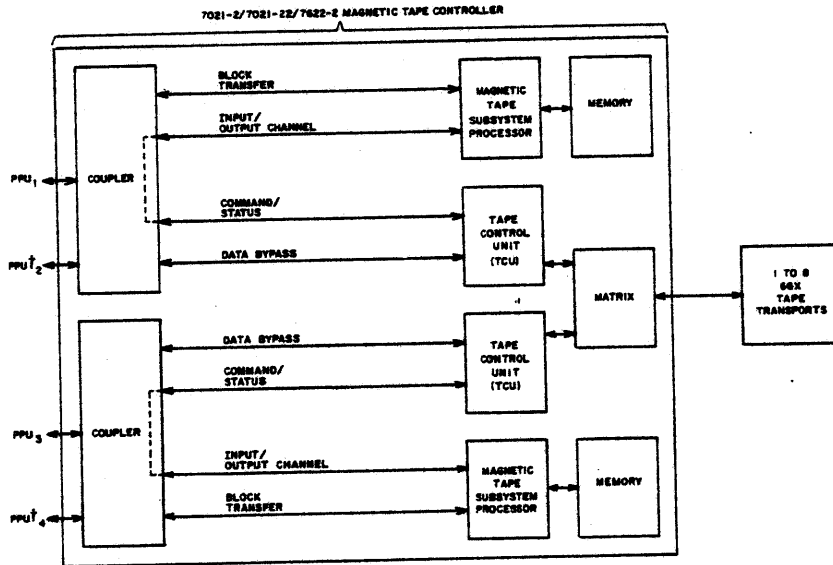 7021-2/7021-22/7622-2 MAGNETIC TAPE CONTROLLER
BLOCK
TRANSFER
INPUT/
OUTPUT CHANNEL
MAGNETIC
TAPE
SUBSYSTEM
PROCESSOR
MEMORY
PPU1
COUPLER
COMMAND/
STATUS
DATA BYPASS
TAPE
CONTROL
UNIT
(TCU)
PPU†2
MATRIX
1 TO 8
66X
TAPE
TRANSPORTS
DATA BYPASS
COMMAND/
STATUS
TAPE
CONTROL
UNIT
(TCU)
PPU3
COUPLER
INPUT/
OUTPUT CHANNEL
BLOCK
TRANSFER
MAGNETIC
TAPE
SUBSYSTEM
PROCESSOR
MEMORY
PPU†4